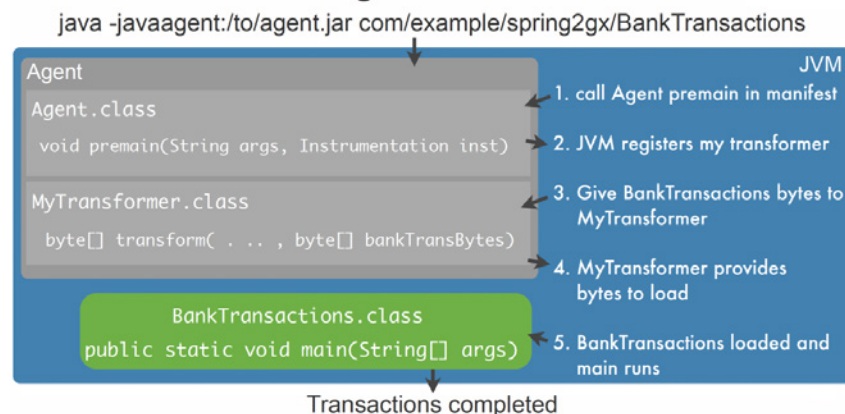 java -javaagent:/to/agent.jar com/example/spring2gx/BankTransactions
JVM
Agent
Agent.class
void premain(String args, Instrumentation inst)
1. call Agent premain in manifest
2. JVM registers my transformer
MyTransformer.class
byte[] transform( . .. , byte[] bankTransBytes)
3. Give BankTransactions bytes to
MyTransformer
4. MyTransformer provides
bytes to load
BankTransactions.class
public static void main(String[] args)
5. BankTransactions loaded and
main runs
Transactions completed